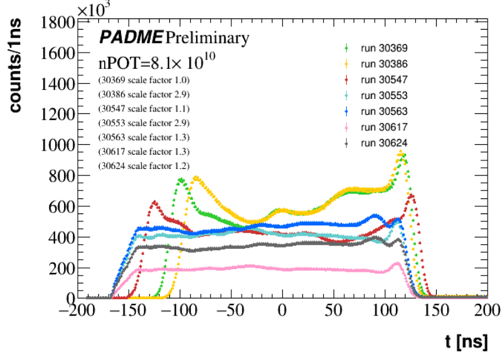 ×10³
counts/1ns
1800
1600
1400
1200
1000
800
600
400
200
0
PADME Preliminary
nPOT=8.1× 10¹⁰
(30369 scale factor 1.0)
(30386 scale factor 2.9)
(30547 scale factor 1.1)
(30553 scale factor 2.9)
(30563 scale factor 1.3)
(30617 scale factor 1.3)
(30624 scale factor 1.2)
run 30369
run 30386
run 30547
run 30553
run 30563
run 30617
run 30624
−200 −150 −100 −50 0 50 100 150 200
t [ns]